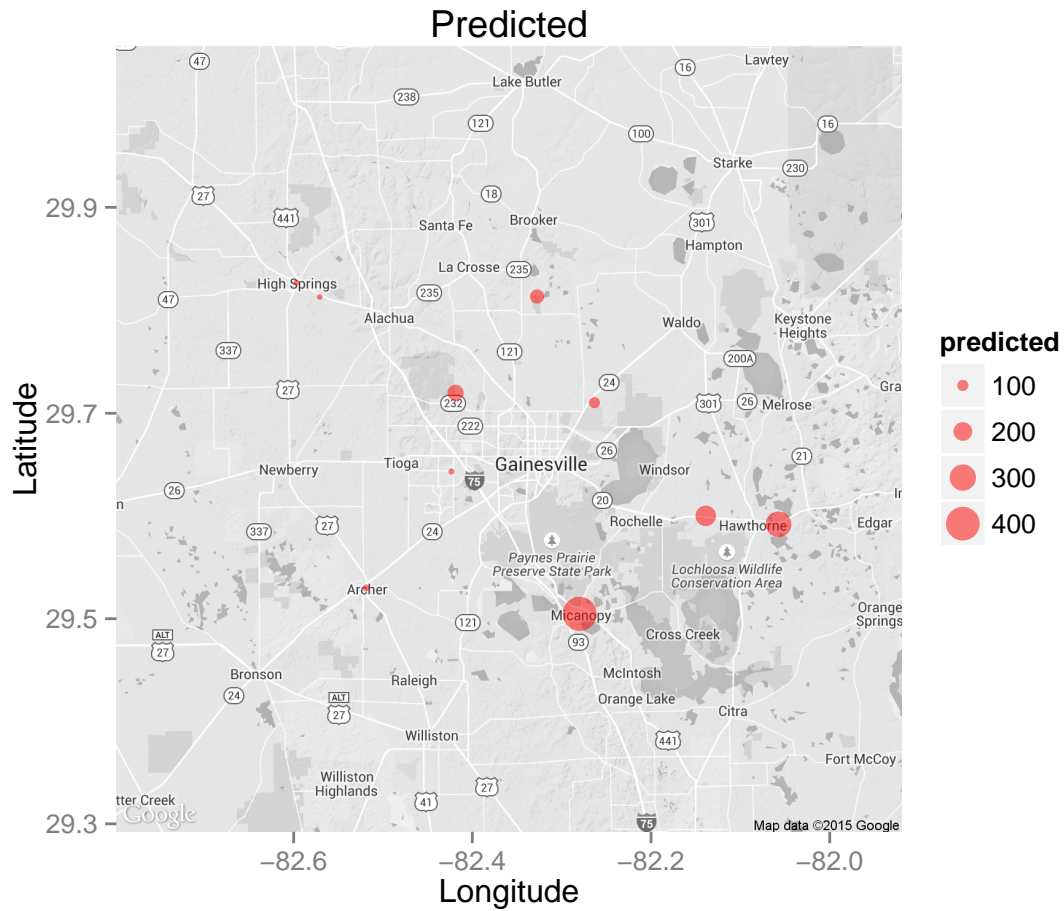 Predicted
Lawtey
47
16
Lake Butler
238
121
16
100
Starke
230
27
18
29.9
441
Santa Fe
Brooker
301
Hampton
La Crosse
235
High Springs
235
47
Alachua
Waldo
Keystone
Heights
337
121
200A
predicted
24
Gra
100
27
232
301
26
Melrose
29.7
222
200
26
21
Tioga
Gainesville
Newberry
Windsor
300
75
26
20
n
In
Rochelle
Hawthorne
Edgar
400
27
337
24
Paynes Prairie
Preserve State Park
Lochloosa Wildlife
Conservation Area
Archer
Orange
Springs
29.5
121
Micanopy
Cross Creek
ALT
27
93
Bronson
Raleigh
McIntosh
24
ALT
27
Orange Lake
Citra
Williston
441
Fort McCoy
Williston
Highlands
27
tter Creek
41
Google
75
Map data ©2015 Google
29.3
−82.6
−82.4
−82.2
−82.0
Longitude
Latitude